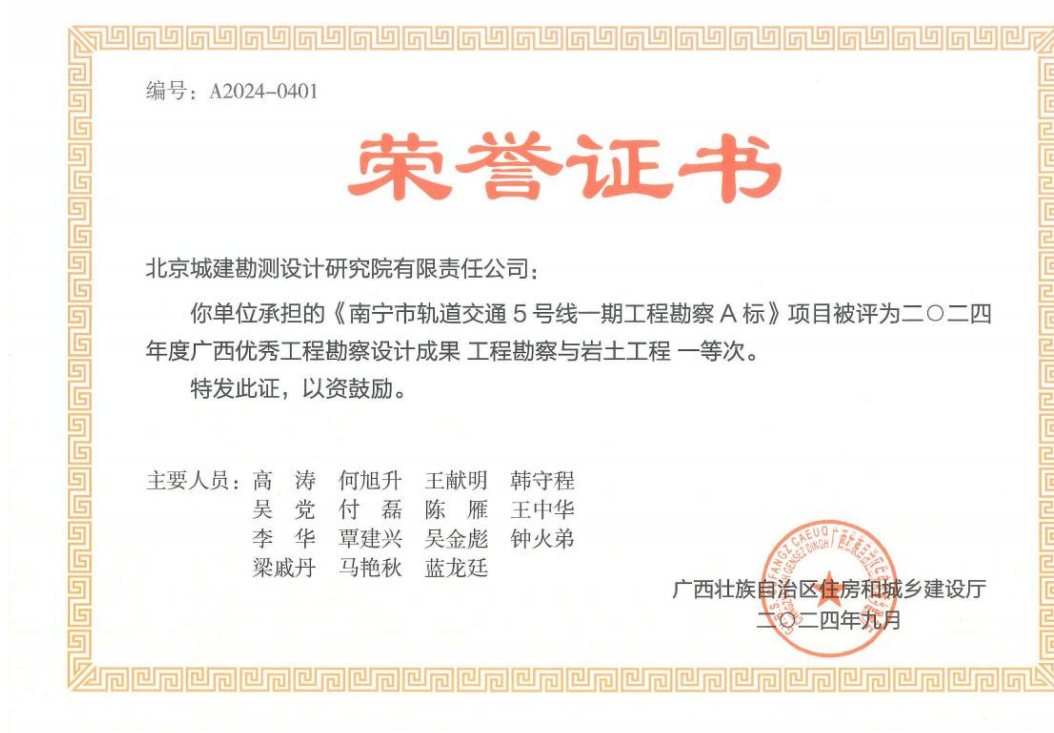 编号：A2024-0401
荣誉证书
北京城建勘测设计研究院有限责任公司：
你单位承担的《南宁市轨道交通 5 号线一期工程勘察 A 标》项目被评为二〇二四
年度广西优秀工程勘察设计成果 工程勘察与岩土工程 一等次。
特发此证，以资鼓励。
主要人员：高　涛　何旭升　王献明　韩守程
吴　党　付　磊　陈　雁　王中华
李　华　覃建兴　吴金彪　钟火弟
梁戚丹　马艳秋　蓝龙廷
广西壮族自治区住房和城乡建设厅
二〇二四年九月